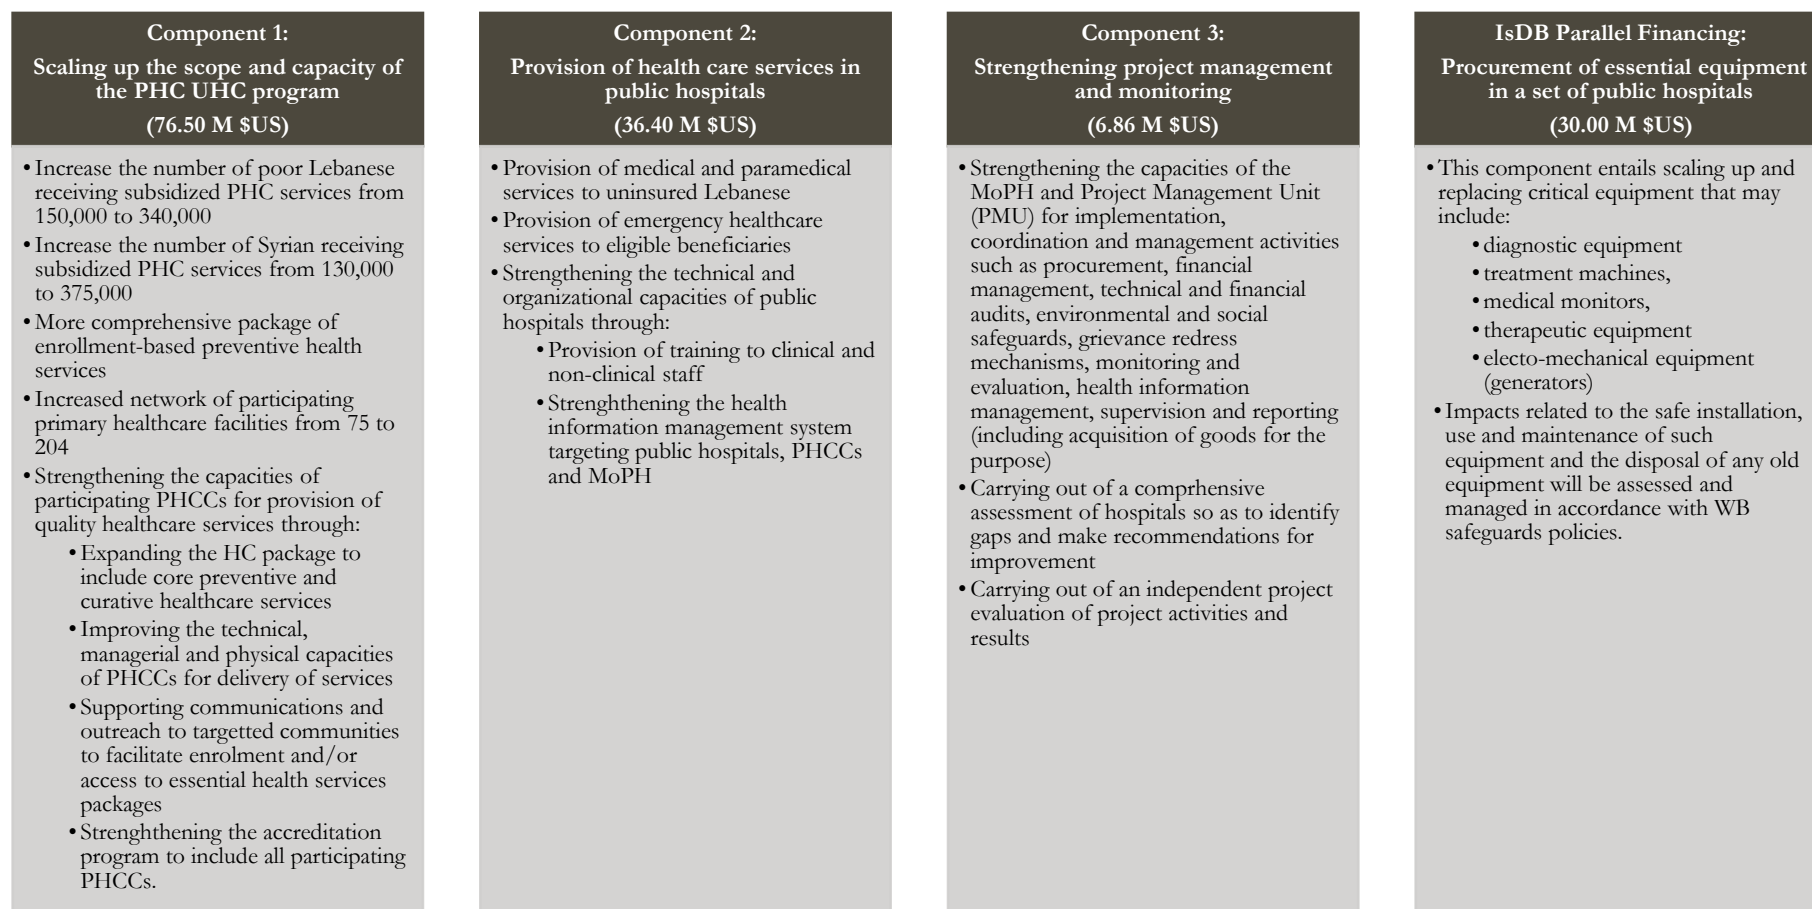 Component 1:
Scaling up the scope and capacity of
the PHC UHC program
(76.50 M $US)
• Increase the number of poor Lebanese
receiving subsidized PHC services from
150,000 to 340,000
• Increase the number of Syrian receiving
subsidized PHC services from 130,000
to 375,000
• More comprehensive package of
enrollment-based preventive health
services
• Increased network of participating
primary healthcare facilities from 75 to
204
• Strengthening the capacities of
participating PHCCs for provision of
quality healthcare services through:
• Expanding the HC package to
include core preventive and
curative healthcare services
• Improving the technical,
managerial and physical capacities
of PHCCs for delivery of services
• Supporting communications and
outreach to targetted communities
to facilitate enrolment and/or
access to essential health services
packages
• Strenghthening the accreditation
program to include all participating
PHCCs.
Component 2:
Provision of health care services in
public hospitals
(36.40 M $US)
• Provision of medical and paramedical
services to uninsured Lebanese
• Provision of emergency healthcare
services to eligible beneficiaries
• Strengthening the technical and
organizational capacities of public
hospitals through:
• Provision of training to clinical and
non-clinical staff
• Strenghthening the health
information management system
targeting public hospitals, PHCCs
and MoPH
Component 3:
Strengthening project management
and monitoring
(6.86 M $US)
• Strengthening the capacities of the
MoPH and Project Management Unit
(PMU) for implementation,
coordination and management activities
such as procurement, financial
management, technical and financial
audits, environmental and social
safeguards, grievance redress
mechanisms, monitoring and
evaluation, health information
management, supervision and reporting
(including acquisition of goods for the
purpose)
• Carrying out of a comprhensive
assessment of hospitals so as to identify
gaps and make recommendations for
improvement
• Carrying out of an independent project
evaluation of project activities and
results
IsDB Parallel Financing:
Procurement of essential equipment
in a set of public hospitals
(30.00 M $US)
• This component entails scaling up and
replacing critical equipment that may
include:
• diagnostic equipment
• treatment machines,
• medical monitors,
• therapeutic equipment
• electo-mechanical equipment
(generators)
• Impacts related to the safe installation,
use and maintenance of such
equipment and the disposal of any old
equipment will be assessed and
managed in accordance with WB
safeguards policies.